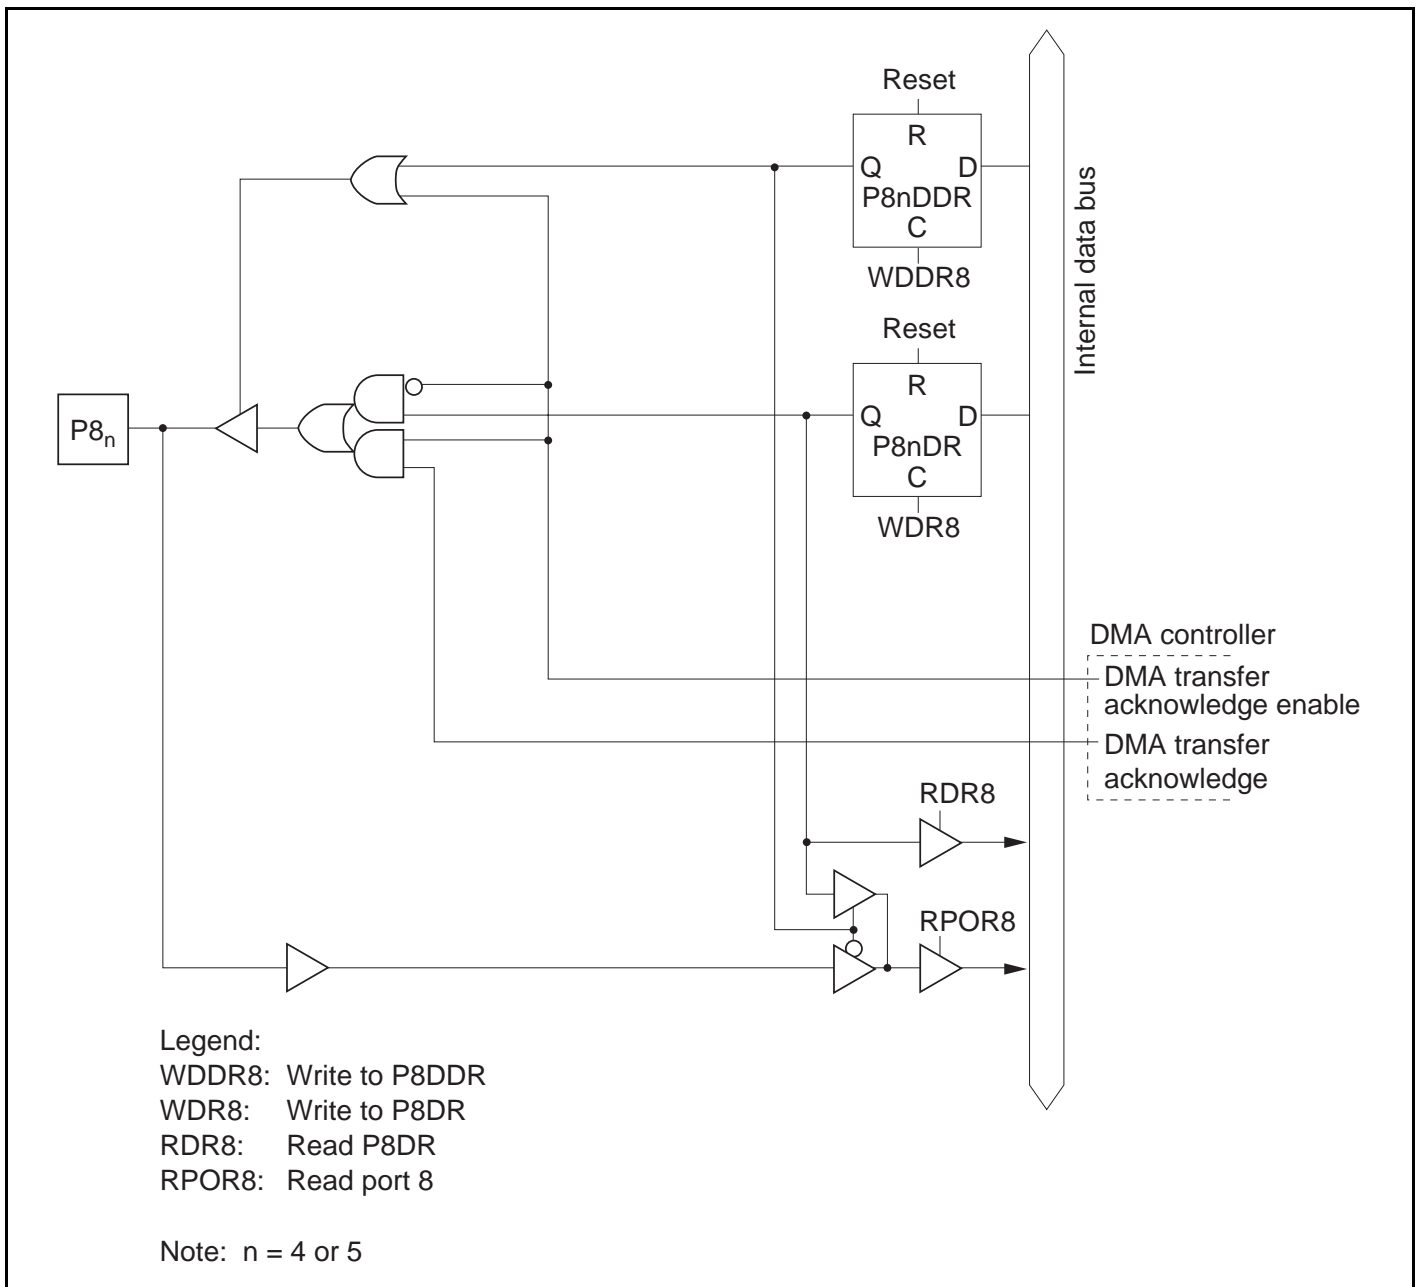 Reset
R
Q D
P8nDDR
C
WDDR8
Internal data bus
Reset
R
Q D
P8nDR
C
WDR8
P8n
DMA controller
DMA transfer
acknowledge enable
DMA transfer
acknowledge
RDR8
RPOR8
Legend:
WDDR8: Write to P8DDR
WDR8: Write to P8DR
RDR8: Read P8DR
RPOR8: Read port 8
Note: n = 4 or 5